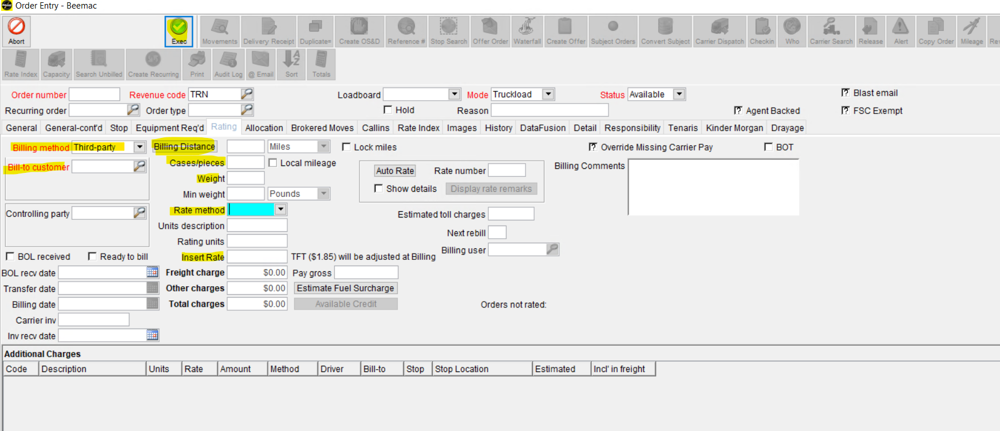 Order Entry - Beemac
Abort Exec Movements Delivery Receipt Duplicate= Create OS&D Reference # Stop Search Offer Order Waterfall Create Offer Subject Orders Convert Subject Carrier Dispatch Checkin Who Carrier Search Release Alert Copy Order Mileage
Rate Index Capacity Search Unbilled Create Recurring Print Audit Log @ Email Sort Totals
Order number Revenue code TRN Loadboard Mode Truckload Status Available Blast email
Recurring order Order type Hold Reason Agent Backed FSC Exempt
General General-cont'd Stop Equipment Req'd Rating Allocation Brokered Moves Callins Rate Index Images History DataFusion Detail Responsibility Tenaris Kinder Morgan Drayage
Billing method Third-party Billing Distance Miles Lock miles Override Missing Carrier Pay BOT
Bill-to customer Cases/pieces Local mileage Billing Comments
Auto Rate Rate number
Weight
Show details Display rate remarks
Min weight Pounds
Controlling party Rate method
Estimated toll charges
Units description
Next rebill
Rating units
Billing user
BOL received Ready to bill Insert Rate TFT ($1.85) will be adjusted at Billing
BOL recv date Freight charge $0.00 Pay gross
Transfer date Other charges $0.00 Estimate Fuel Surcharge
Billing date Total charges $0.00 Available Credit Orders not rated:
Carrier inv
Inv recv date
Additional Charges
Code Description Units Rate Amount Method Driver Bill-to Stop Stop Location Estimated Incl' in freight